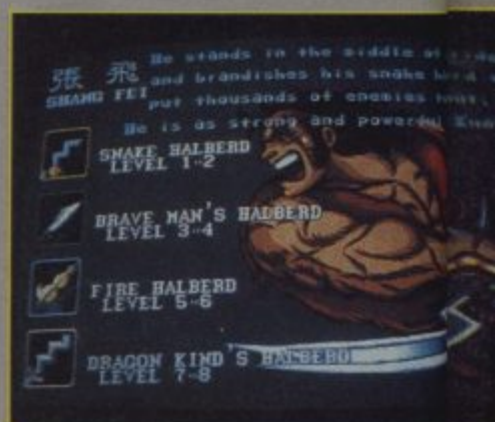 He stands in the middle of
張 飛 and brandishes his snake
SHANG FEI put thousands of enemies
He is as strong and powerful
SNAKE HALBERD
LEVEL 1-2
BRAVE MAN'S HALBERD
LEVEL 3-4
FIRE HALBERD
LEVEL 5-6
DRAGON KIND'S HALBERD
LEVEL 7-8